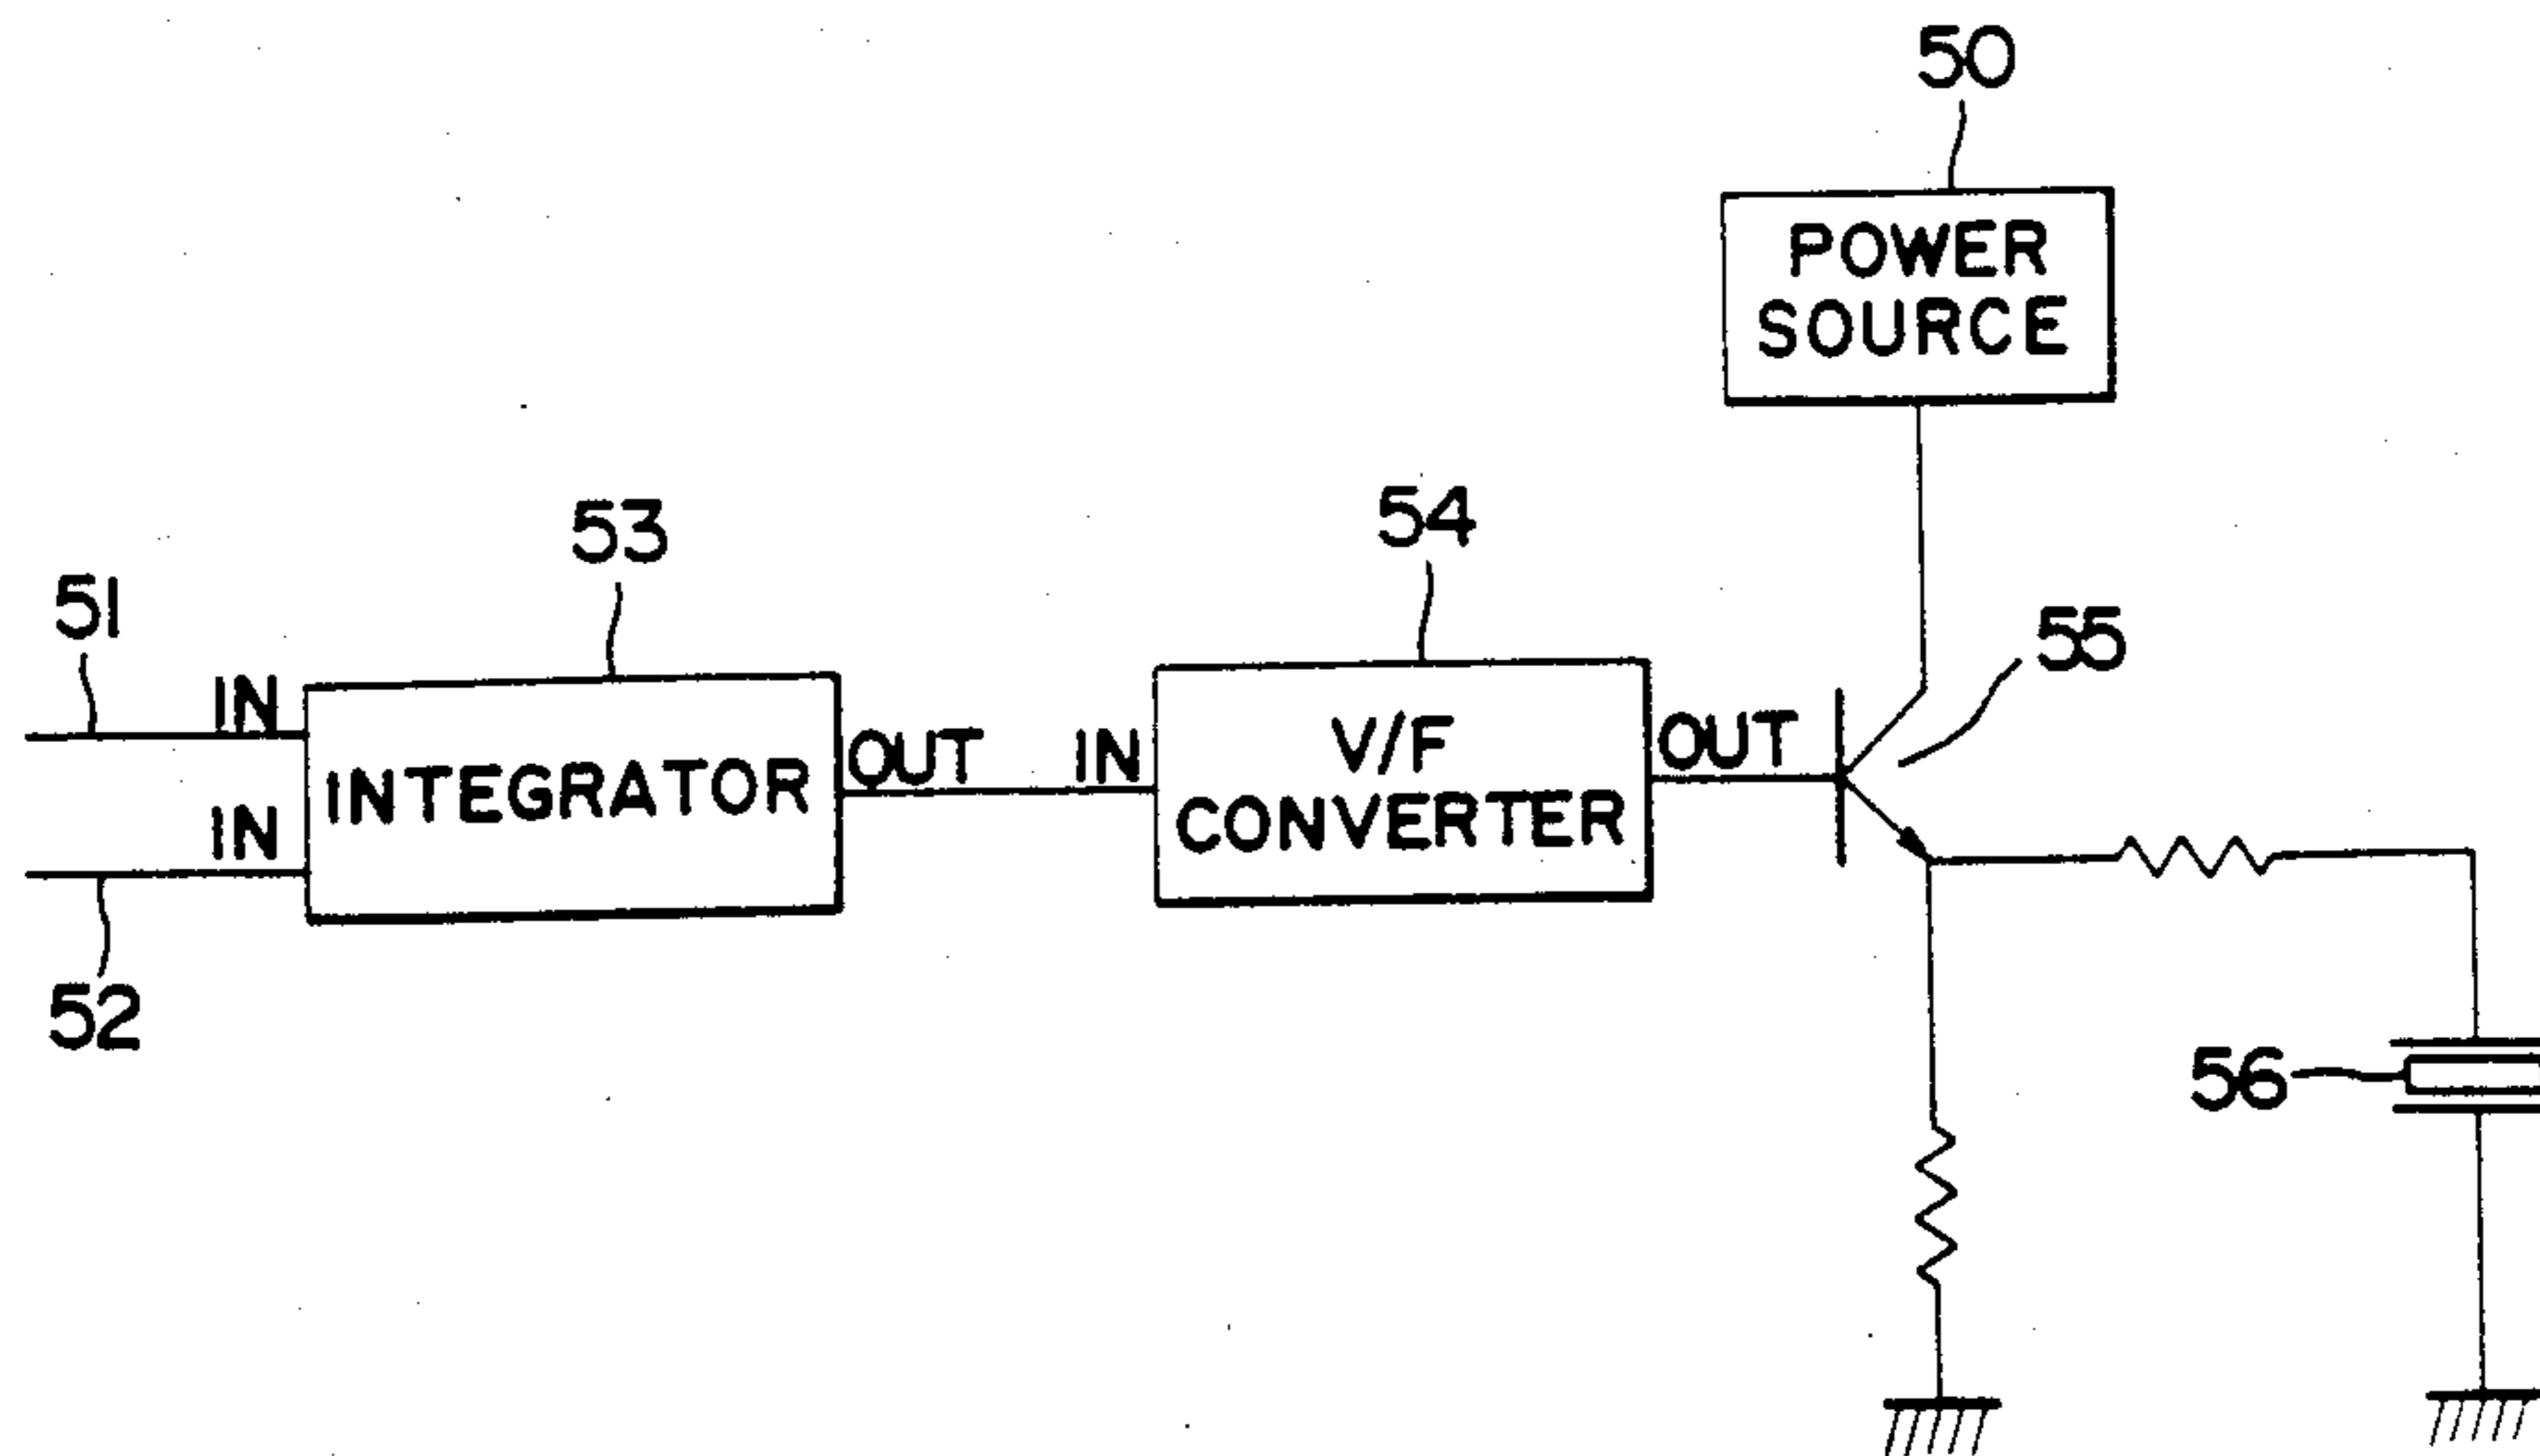 50
POWER
SOURCE
53
54
51
55
IN
INTEGRATOR
OUT
IN
V/F
CONVERTER
OUT
IN
52
56